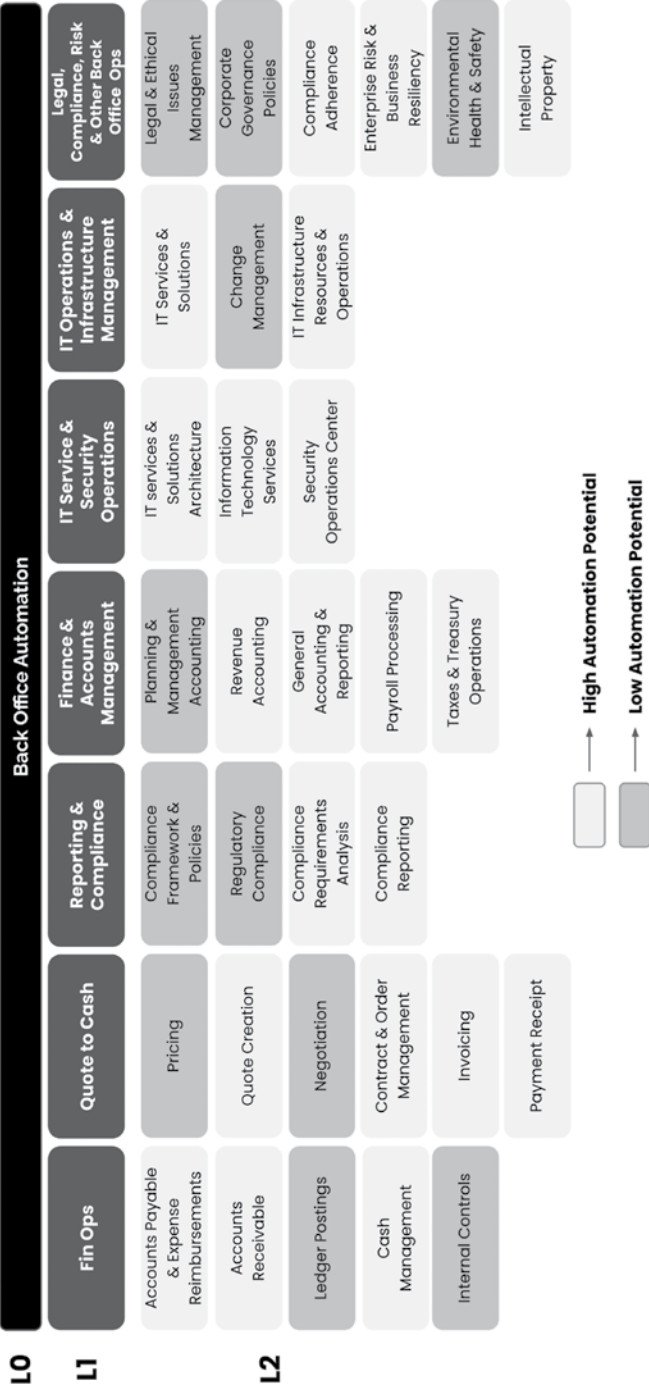 L0
Back Office Automation
L1
Fin Ops
Quote to Cash
Reporting &
Compliance
Finance &
Accounts
Management
IT Service &
Security
Operations
IT Operations &
Infrastructure
Management
Legal,
Compliance, Risk
& Other Back
Office Ops
L2
Accounts Payable
& Expense
Reimbursements
Accounts
Receivable
Ledger Postings
Cash
Management
Internal Controls
Pricing
Quote Creation
Negotiation
Contract & Order
Management
Invoicing
Payment Receipt
Compliance
Framework &
Policies
Regulatory
Compliance
Compliance
Requirements
Analysis
Compliance
Reporting
Planning &
Management
Accounting
Revenue
Accounting
General
Accounting &
Reporting
Payroll Processing
Taxes & Treasury
Operations
IT services &
Solutions
Architecture
Information
Technology
Services
Security
Operations Center
IT Services &
Solutions
Change
Management
IT Infrastructure
Resources &
Operations
Legal & Ethical
Issues
Management
Corporate
Governance
Policies
Compliance
Adherence
Enterprise Risk &
Business
Resiliency
Environmental
Health & Safety
Intellectual
Property
High Automation Potential
Low Automation Potential